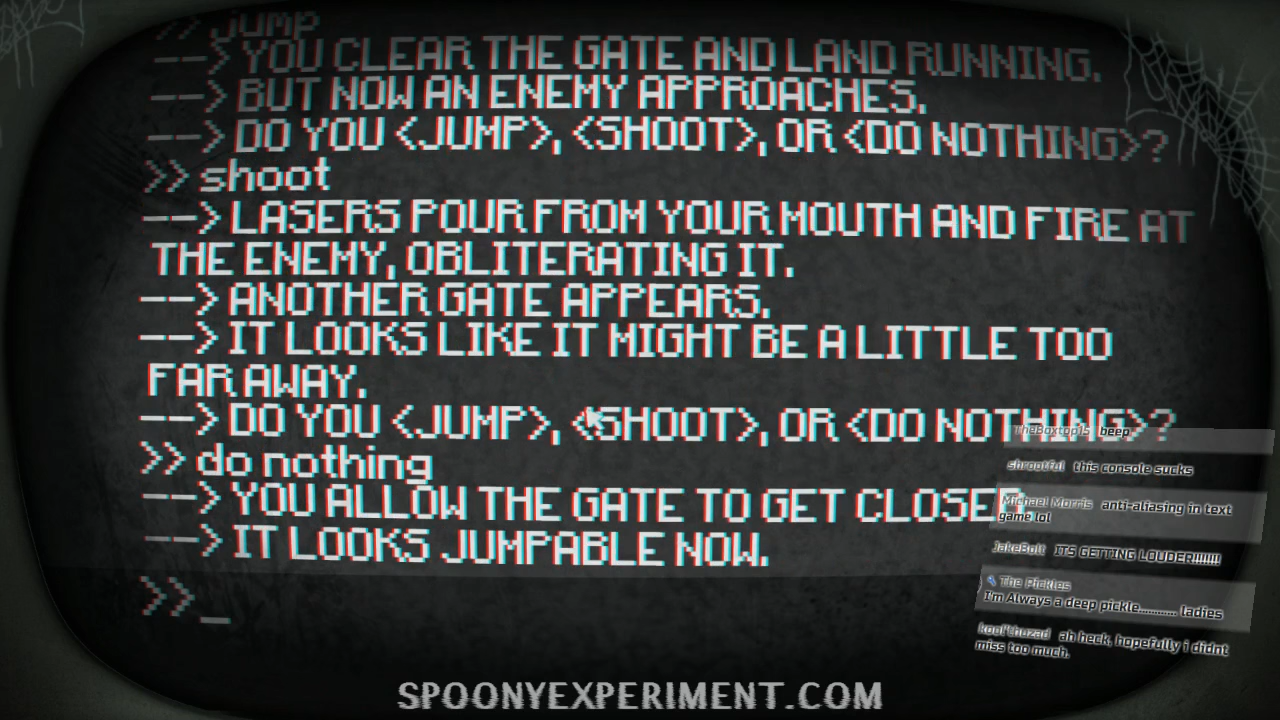 >> jump
--> YOU CLEAR THE GATE AND LAND RUNNING.
--> BUT NOW AN ENEMY APPROACHES.
--> DO YOU <JUMP>, <SHOOT>, OR <DO NOTHING>?
>> shoot
--> LASERS POUR FROM YOUR MOUTH AND FIRE AT
THE ENEMY, OBLITERATING IT.
--> ANOTHER GATE APPEARS.
--> IT LOOKS LIKE IT MIGHT BE A LITTLE TOO
FAR AWAY.
--> DO YOU <JUMP>, <SHOOT>, OR <DO NOTHING>?
>> do nothing
--> YOU ALLOW THE GATE TO GET CLOSER.
--> IT LOOKS JUMPABLE NOW.
>>_
TheBoxtop15 beep
shrootful this console sucks
Michael Morris anti-aliasing in text
game lol
JakeBolt ITS GETTING LOUDER!!!!!!!
The Pickles
I'm Always a deep pickle............ ladies
kool'thuzad ah heck, hopefully i didnt
miss too much.
SPOONYEXPERIMENT.COM